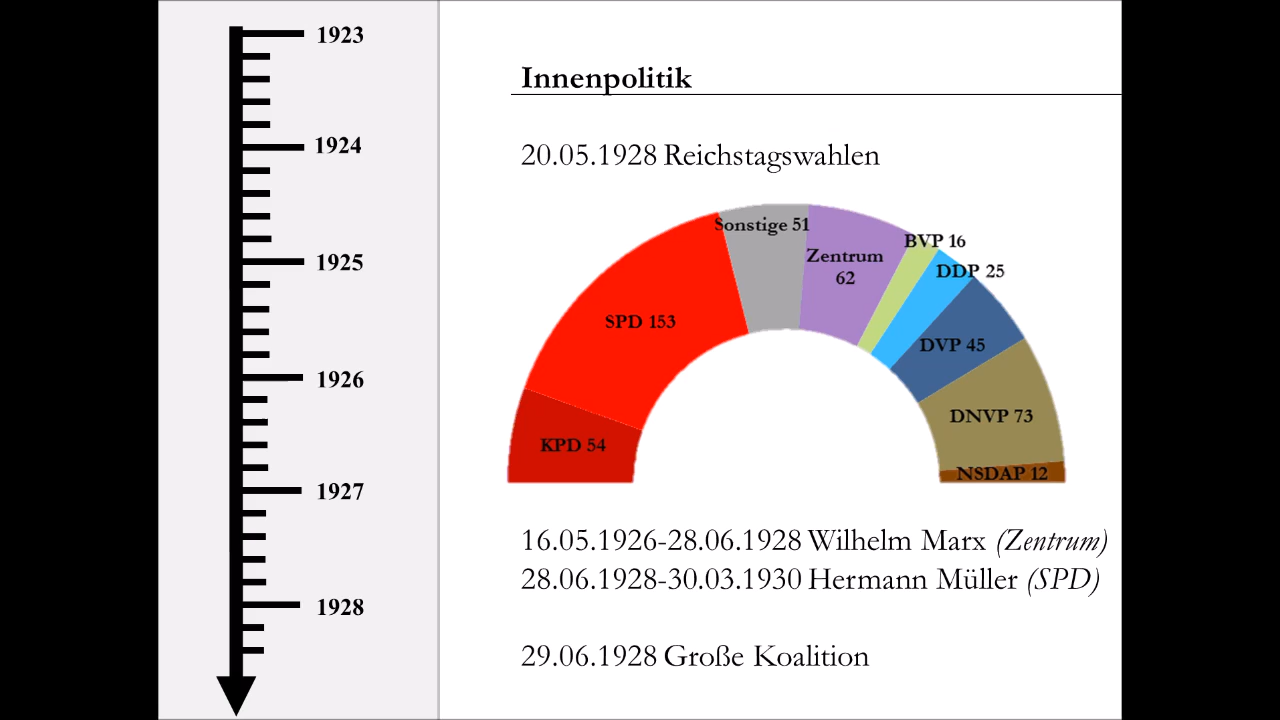 1923
1924
1925
1926
1927
1928
Innenpolitik
20.05.1928 Reichstagswahlen
Sonstige 51
Zentrum
62
BVP 16
DDP 25
SPD 153
DVP 45
DNVP 73
KPD 54
NSDAP 12
16.05.1926-28.06.1928 Wilhelm Marx (Zentrum)
28.06.1928-30.03.1930 Hermann Müller (SPD)
29.06.1928 Große Koalition